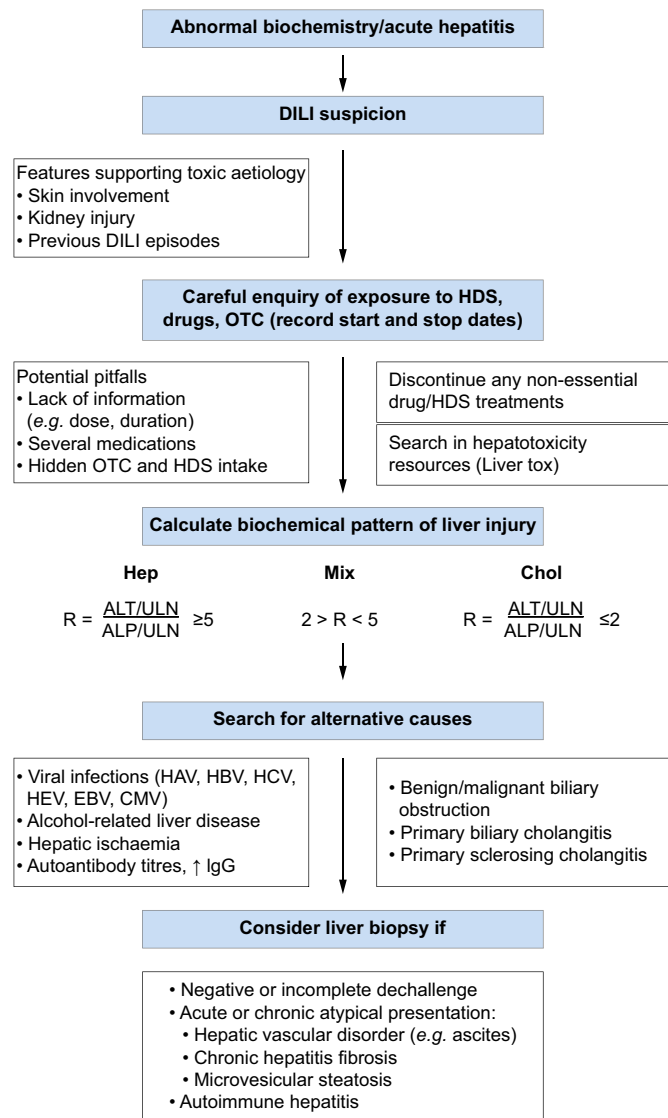 Abnormal biochemistry/acute hepatitis
DILI suspicion
Features supporting toxic aetiology
• Skin involvement
• Kidney injury
• Previous DILI episodes
Careful enquiry of exposure to HDS,
drugs, OTC (record start and stop dates)
Potential pitfalls
• Lack of information
(e.g. dose, duration)
• Several medications
• Hidden OTC and HDS intake
Discontinue any non-essential
drug/HDS treatments
Search in hepatotoxicity
resources (Liver tox)
Calculate biochemical pattern of liver injury
Hep
R = ALT/ULN
ALP/ULN ≥5
Mix
2 > R < 5
Chol
R = ALT/ULN
ALP/ULN ≤2
Search for alternative causes
• Viral infections (HAV, HBV, HCV,
HEV, EBV, CMV)
• Alcohol-related liver disease
• Hepatic ischaemia
• Autoantibody titres, ↑ IgG
• Benign/malignant biliary
obstruction
• Primary biliary cholangitis
• Primary sclerosing cholangitis
Consider liver biopsy if
• Negative or incomplete dechallenge
• Acute or chronic atypical presentation:
• Hepatic vascular disorder (e.g. ascites)
• Chronic hepatitis fibrosis
• Microvesicular steatosis
• Autoimmune hepatitis